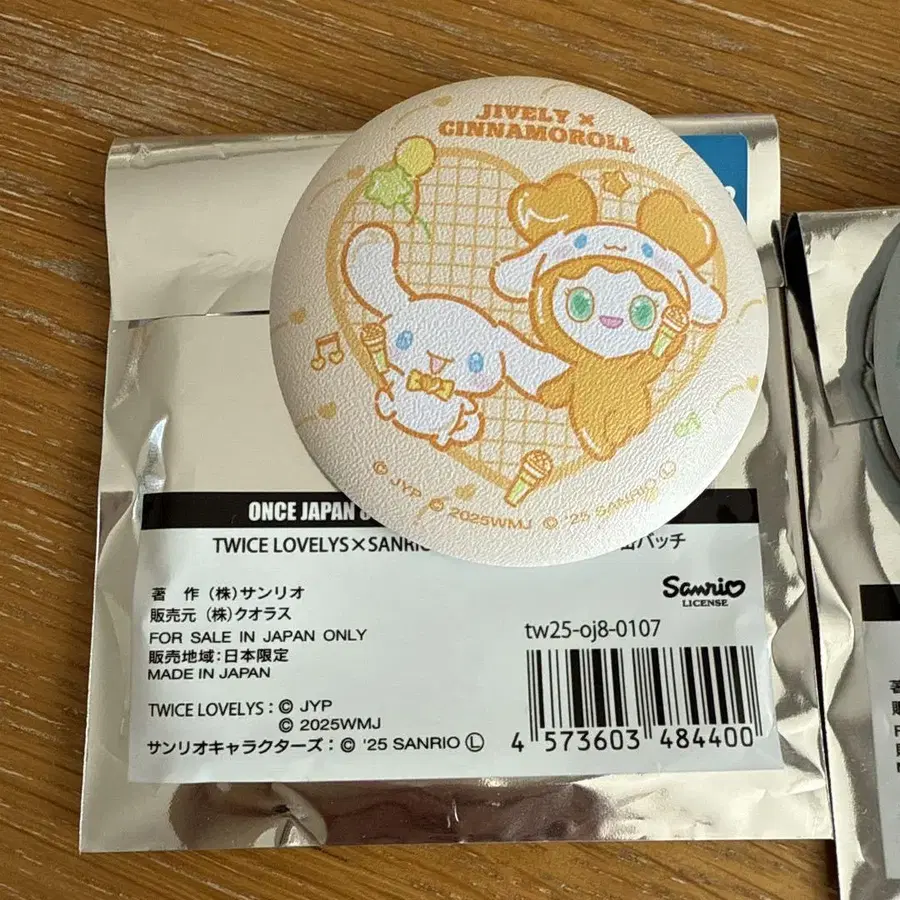 JIVELY ×
CINNAMOROLL
© JYP © 2025WMJ © '25 SANRIO Ⓛ
ONCE JAPAN
TWICE LOVELYS×SANRIO
缶バッチ
著 作 (株)サンリオ
販売元 (株)クオラス
FOR SALE IN JAPAN ONLY
販売地域:日本限定
MADE IN JAPAN
TWICE LOVELYS : © JYP
© 2025WMJ
サンリオキャラクターズ : © '25 SANRIO Ⓛ
Sanrio
LICENSE
tw25-oj8-0107
4 573603 484400